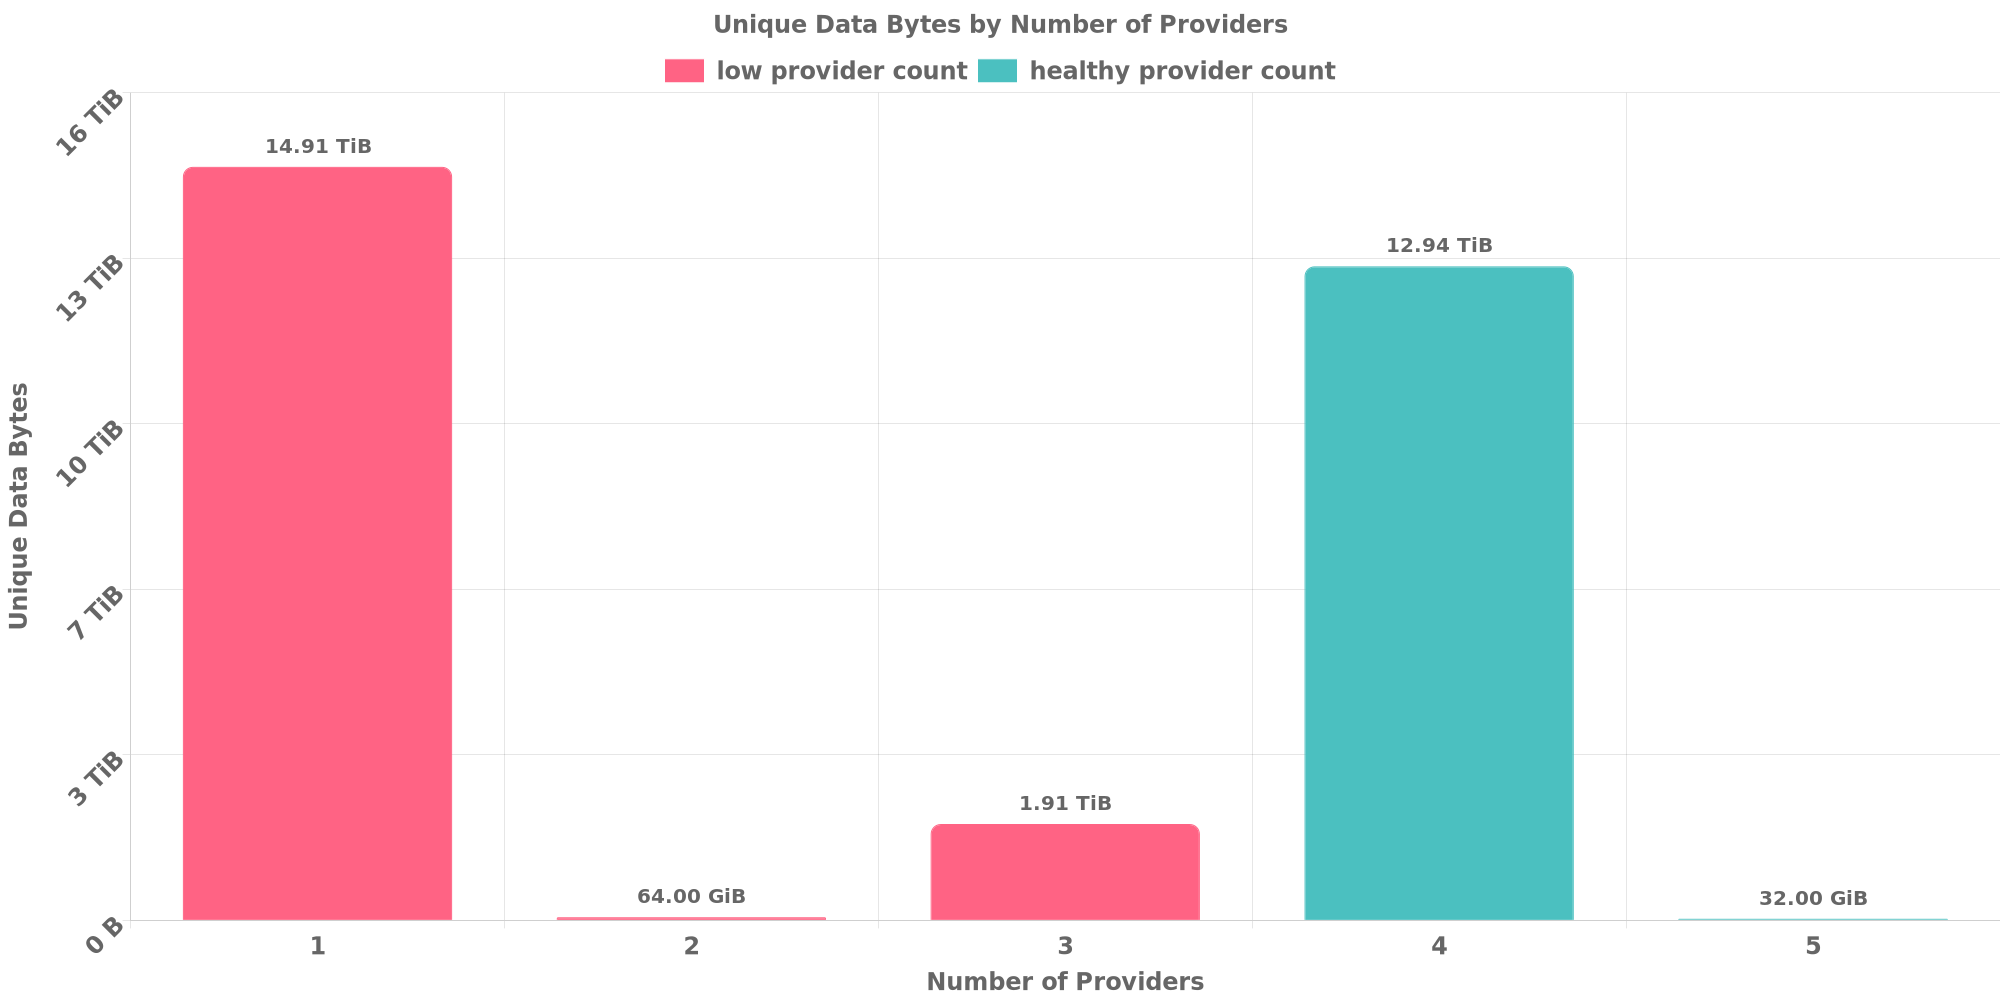 Unique Data Bytes by Number of Providers
low provider count
healthy provider count
16 TiB
13 TiB
10 TiB
7 TiB
3 TiB
0 B
Unique Data Bytes
14.91 TiB
64.00 GiB
1.91 TiB
12.94 TiB
32.00 GiB
1
2
3
4
5
Number of Providers